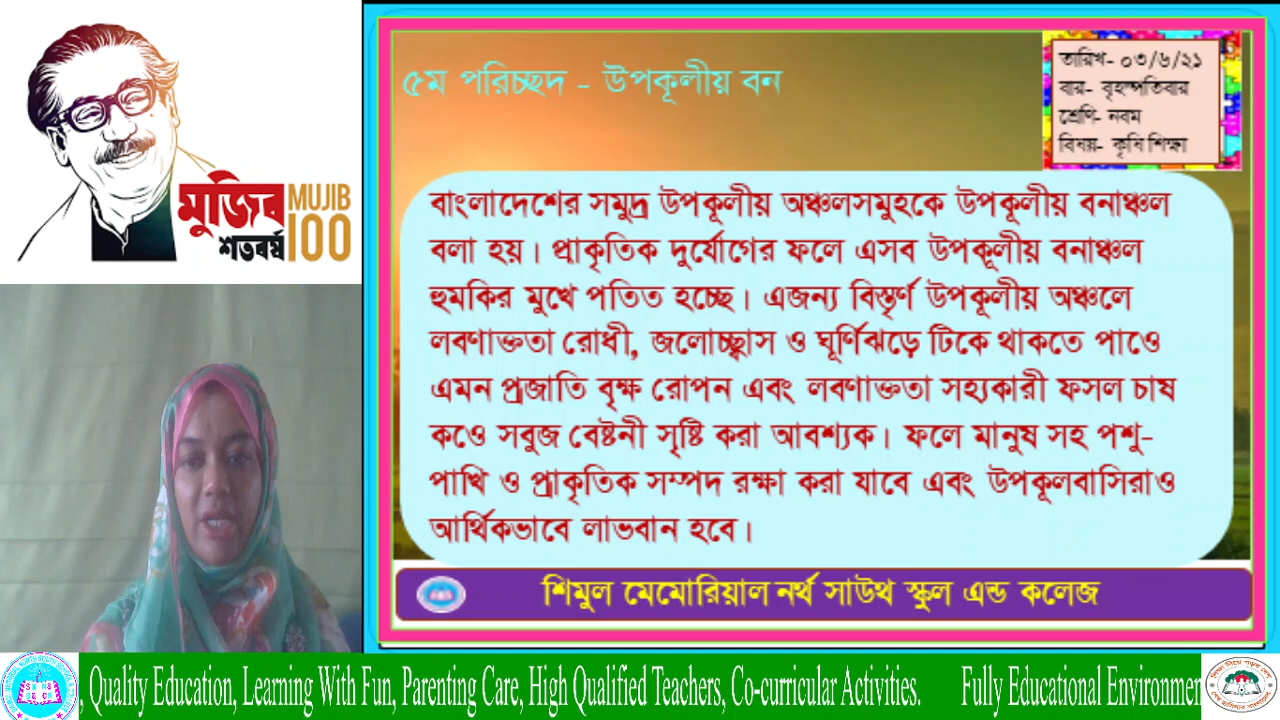 মুজিব
শতবর্ষ
MUJIB
100
৫ম পরিচ্ছদ - উপকূলীয় বন
তারিখ- ০৩/৬/২১
বার- বৃহস্পতিবার
শ্রেণি- নবম
বিষয়- কৃষি শিক্ষা
বাংলাদেশের সমুদ্র উপকূলীয় অঞ্চলসমুহকে উপকূলীয় বনাঞ্চল
বলা হয়। প্রাকৃতিক দুর্যোগের ফলে এসব উপকূলীয় বনাঞ্চল
হুমকির মুখে পতিত হচ্ছে। এজন্য বিস্তৃর্ণ উপকূলীয় অঞ্চলে
লবণাক্ততা রোধী, জলোচ্ছ্বাস ও ঘূর্ণিঝড়ে টিকে থাকতে পাওে
এমন প্রজাতি বৃক্ষ রোপন এবং লবণাক্ততা সহ্যকারী ফসল চাষ
কওে সবুজ বেষ্টনী সৃষ্টি করা আবশ্যক। ফলে মানুষ সহ পশু-
পাখি ও প্রাকৃতিক সম্পদ রক্ষা করা যাবে এবং উপকূলবাসিরাও
আর্থিকভাবে লাভবান হবে।
শিমুল মেমোরিয়াল নর্থ সাউথ স্কুল এন্ড কলেজ
, Quality Education, Learning With Fun, Parenting Care, High Qualified Teachers, Co-curricular Activities. Fully Educational Environmen